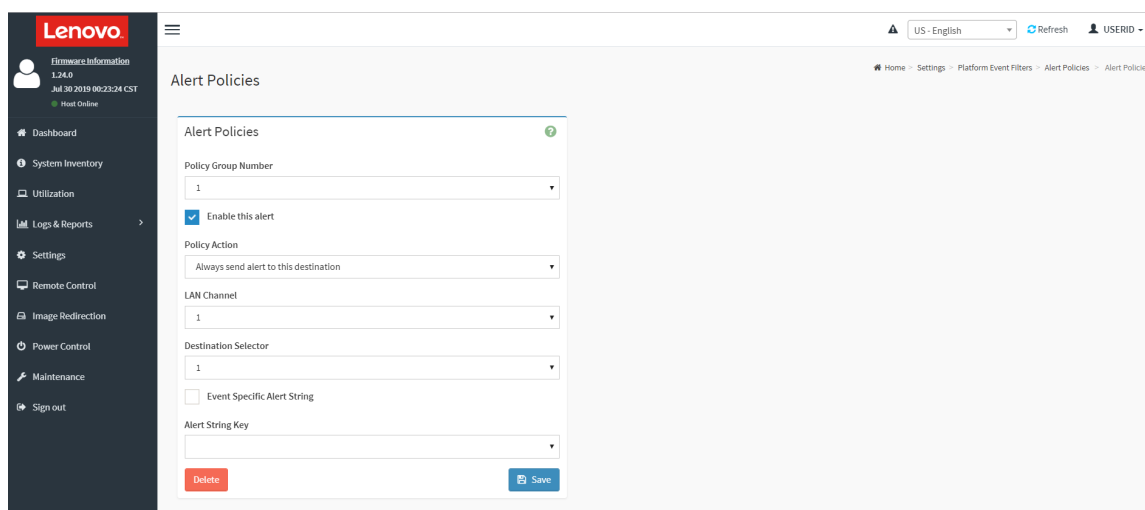 Lenovo
Firmware Information
1.24.0
Jul 30 2019 00:23:24 CST
Host Online
Dashboard
System Inventory
Utilization
Logs & Reports
Settings
Remote Control
Image Redirection
Power Control
Maintenance
Sign out
US - English
Refresh
USERID
Alert Policies
Home > Settings > Platform Event Filters > Alert Policies > Alert Policie
Alert Policies
Policy Group Number
1
Enable this alert
Policy Action
Always send alert to this destination
LAN Channel
1
Destination Selector
1
Event Specific Alert String
Alert String Key
Delete
Save